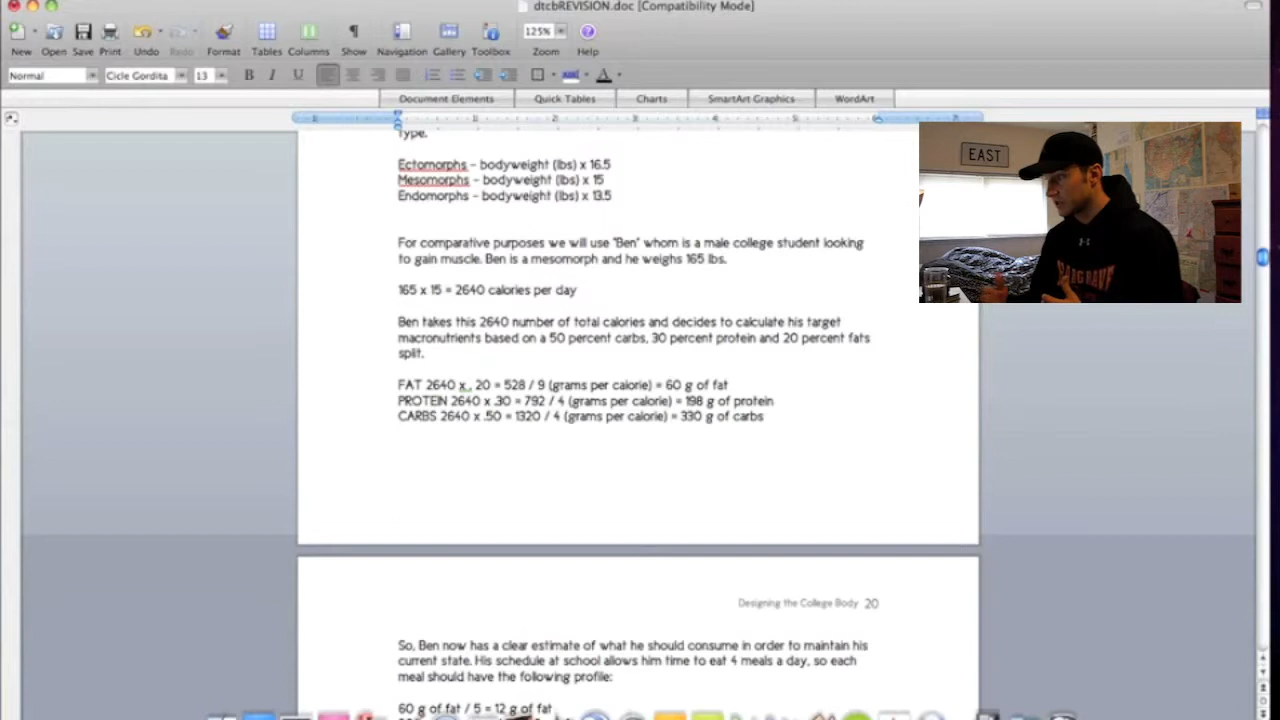 dtcbREVISION.doc [Compatibility Mode]
New Open Save Print Undo Redo Format Tables Columns Show Navigation Gallery Toolbox Zoom Help
125%
Normal Cicle Gordita 13 B I U A
Document Elements Quick Tables Charts SmartArt Graphics WordArt
Type.
Ectomorphs - bodyweight (lbs) x 16.5
Mesomorphs - bodyweight (lbs) x 15
Endomorphs - bodyweight (lbs) x 13.5
For comparative purposes we will use "Ben" whom is a male college student looking
to gain muscle. Ben is a mesomorph and he weighs 165 lbs.
165 x 15 = 2640 calories per day
Ben takes this 2640 number of total calories and decides to calculate his target
macronutrients based on a 50 percent carbs, 30 percent protein and 20 percent fats
split.
FAT 2640 x . 20 = 528 / 9 (grams per calorie) = 60 g of fat
PROTEIN 2640 x .30 = 792 / 4 (grams per calorie) = 198 g of protein
CARBS 2640 x .50 = 1320 / 4 (grams per calorie) = 330 g of carbs
Designing the College Body 20
So, Ben now has a clear estimate of what he should consume in order to maintain his
current state. His schedule at school allows him time to eat 4 meals a day, so each
meal should have the following profile:
60 g of fat / 5 = 12 g of fat
EAST